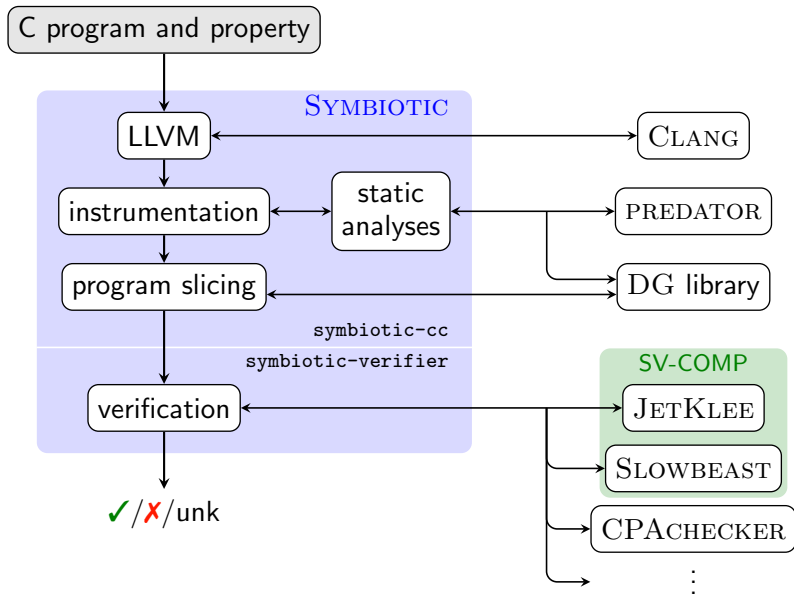 C program and property
SYMBIOTIC
LLVM
CLANG
instrumentation
static
analyses
PREDATOR
program slicing
DG library
symbiotic-cc
symbiotic-verifier
SV-COMP
verification
JETKLEE
SLOWBEAST
✓/✗/unk
CPACHECKER
⋮